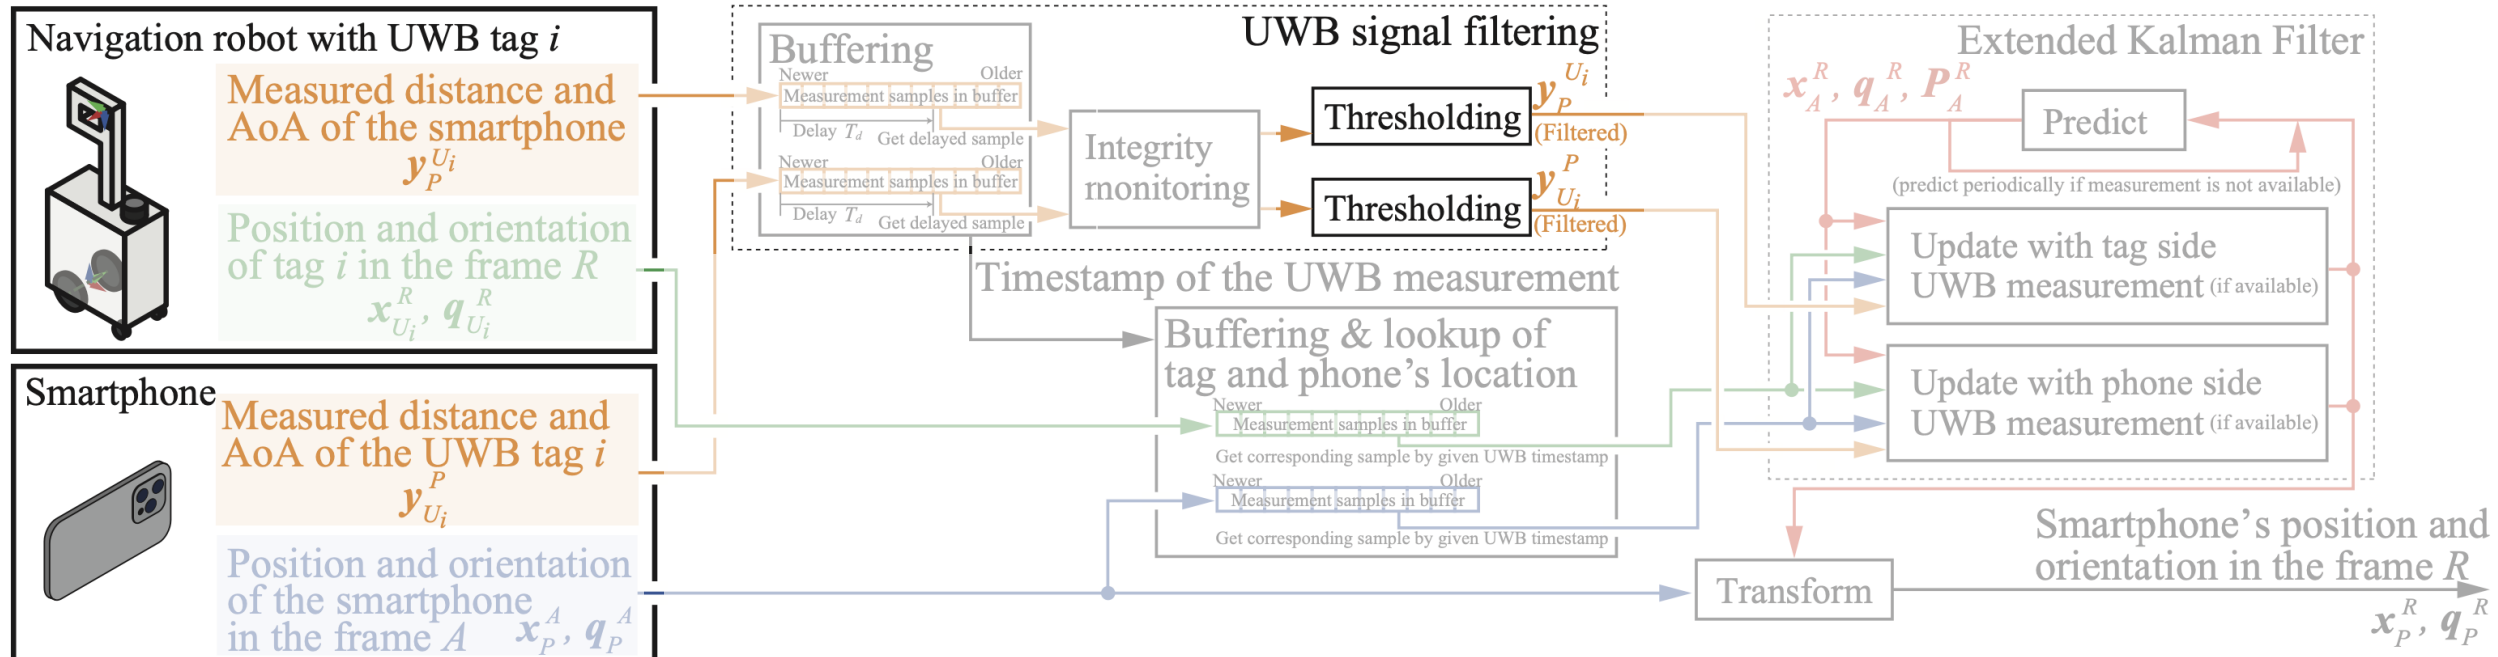 Navigation robot with UWB tag i
Measured distance and
AoA of the smartphone
y_P^{U_i}
Position and orientation
of tag i in the frame R
x_{U_i}^R, q_{U_i}^R
Smartphone
Measured distance and
AoA of the UWB tag i
y_{U_i}^P
Position and orientation
of the smartphone
in the frame A x_P^A, q_P^A
UWB signal filtering
Buffering
Newer Older
Measurement samples in buffer
Delay T_d
Get delayed sample
Newer Older
Measurement samples in buffer
Delay T_d
Get delayed sample
Integrity
monitoring
Thresholding
y_P^{U_i}
(Filtered)
Thresholding
y_{U_i}^P
(Filtered)
Timestamp of the UWB measurement
Buffering & lookup of
tag and phone's location
Newer Older
Measurement samples in buffer
Get corresponding sample by given UWB timestamp
Newer Older
Measurement samples in buffer
Get corresponding sample by given UWB timestamp
Extended Kalman Filter
x_A^R, q_A^R, P_A^R
Predict
(predict periodically if measurement is not available)
Update with tag side
UWB measurement (if available)
Update with phone side
UWB measurement (if available)
Transform
Smartphone's position and
orientation in the frame R
x_P^R, q_P^R